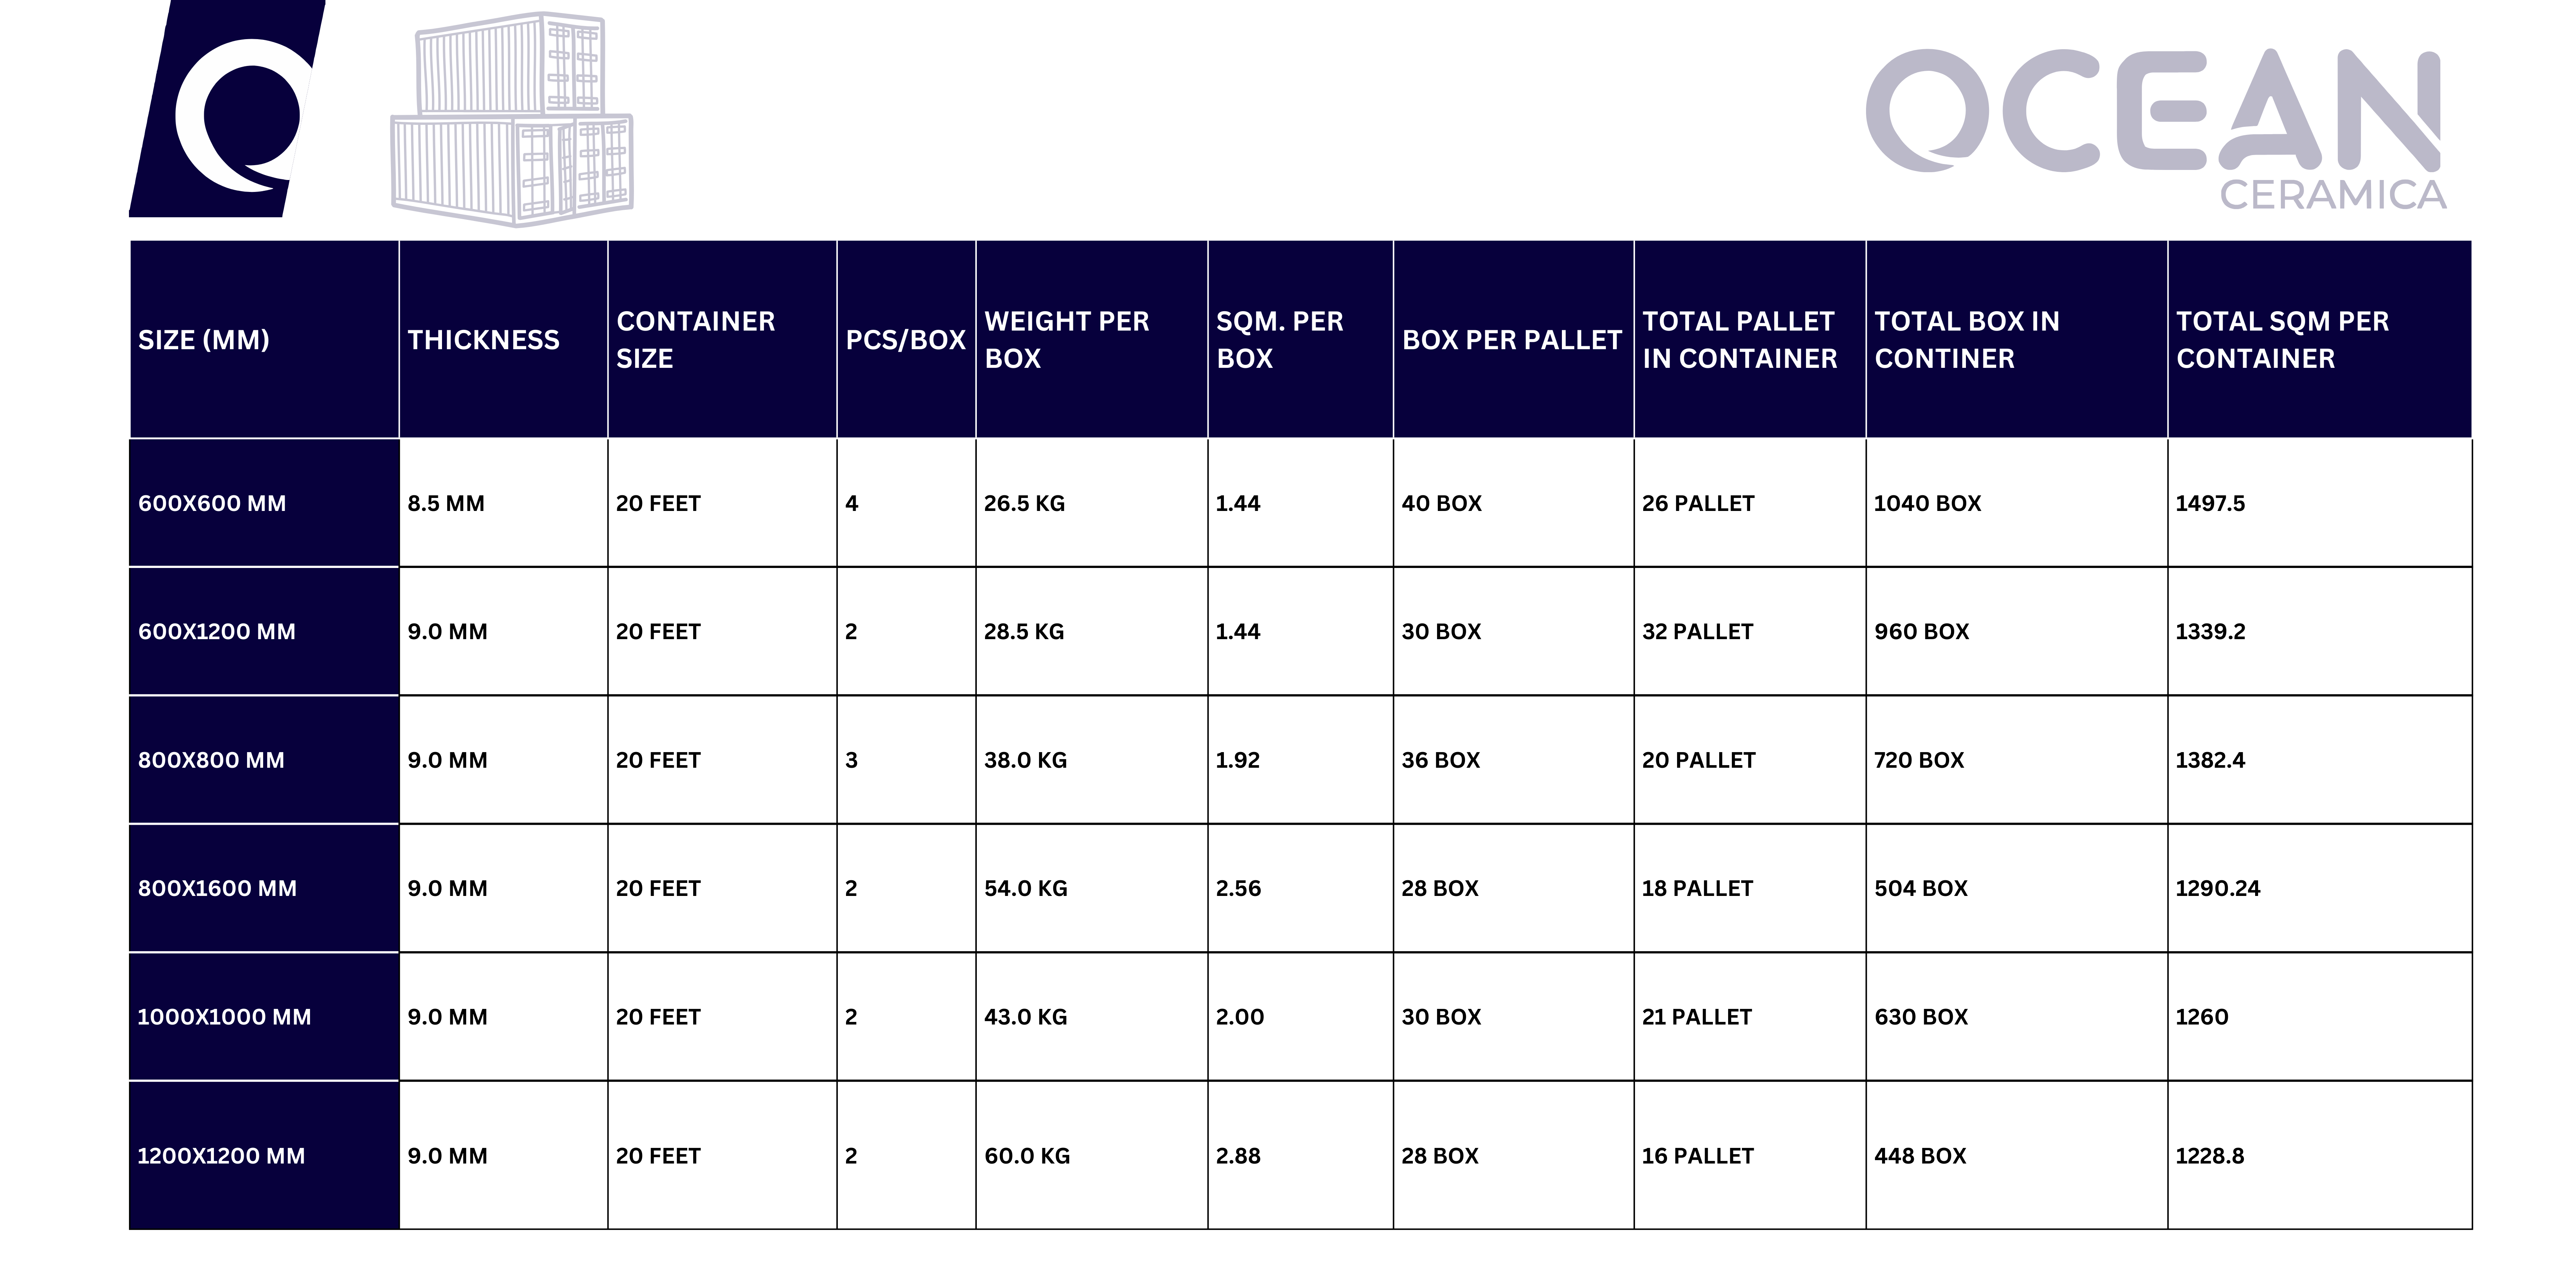 OCEAN
CERAMICA
SIZE (MM) THICKNESS CONTAINER SIZE PCS/BOX WEIGHT PER BOX SQM. PER BOX BOX PER PALLET TOTAL PALLET IN CONTAINER TOTAL BOX IN CONTINER TOTAL SQM PER CONTAINER
600X600 MM 8.5 MM 20 FEET 4 26.5 KG 1.44 40 BOX 26 PALLET 1040 BOX 1497.5
600X1200 MM 9.0 MM 20 FEET 2 28.5 KG 1.44 30 BOX 32 PALLET 960 BOX 1339.2
800X800 MM 9.0 MM 20 FEET 3 38.0 KG 1.92 36 BOX 20 PALLET 720 BOX 1382.4
800X1600 MM 9.0 MM 20 FEET 2 54.0 KG 2.56 28 BOX 18 PALLET 504 BOX 1290.24
1000X1000 MM 9.0 MM 20 FEET 2 43.0 KG 2.00 30 BOX 21 PALLET 630 BOX 1260
1200X1200 MM 9.0 MM 20 FEET 2 60.0 KG 2.88 28 BOX 16 PALLET 448 BOX 1228.8